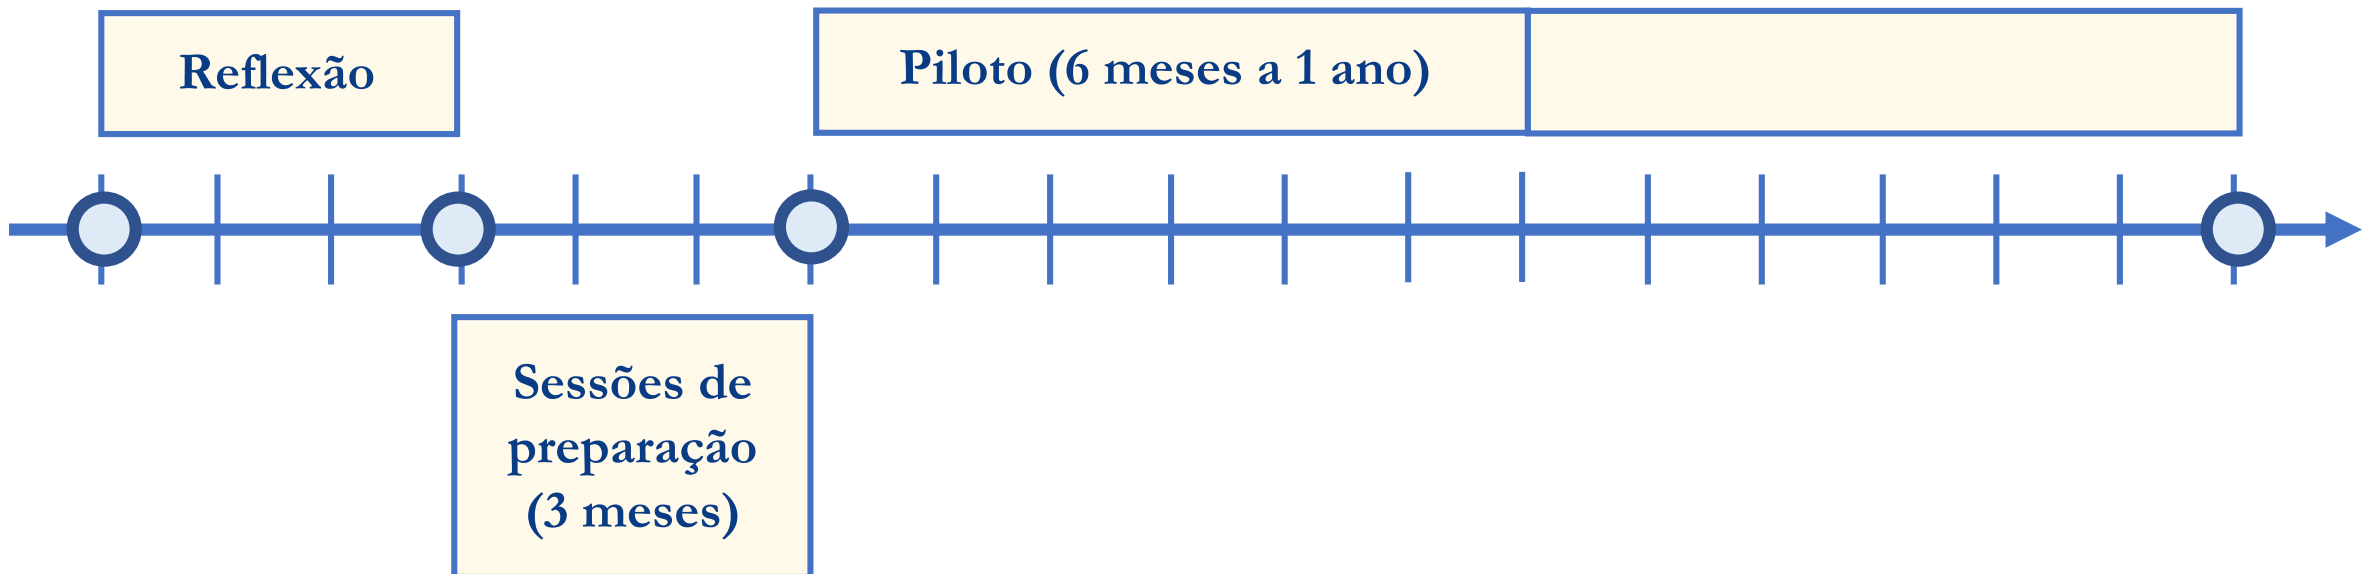 Reflexão
Piloto (6 meses a 1 ano)
Sessões de
preparação
(3 meses)